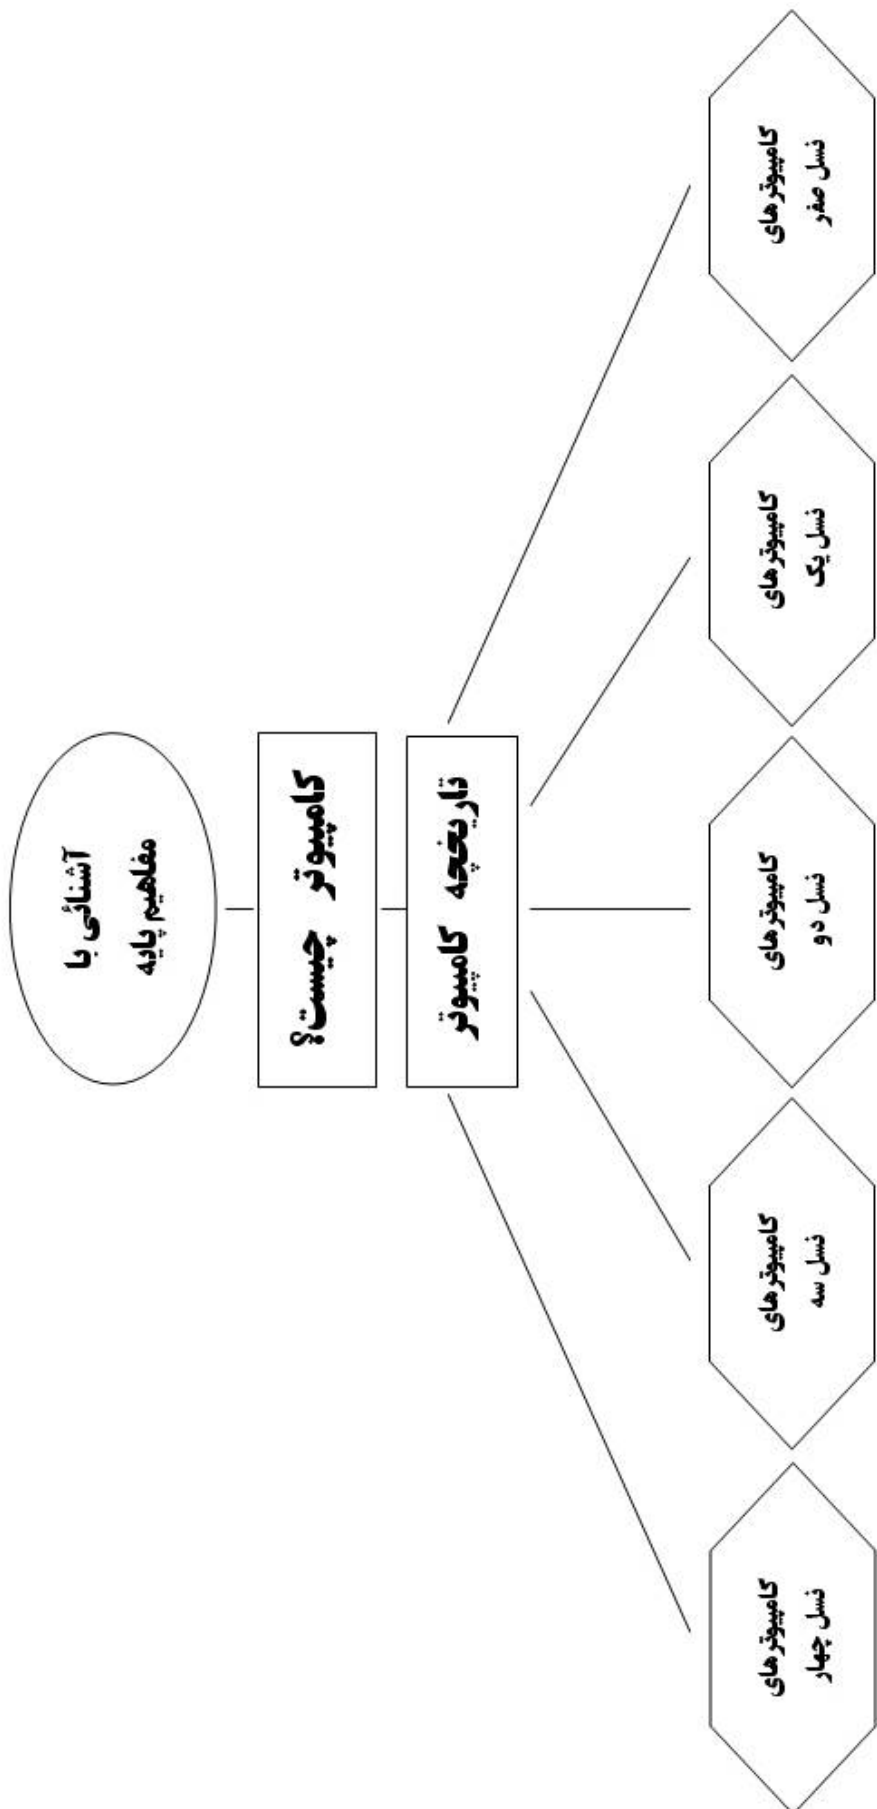 آشنائی با
مفاهیم پایه
کامپیوتر چیست؟
تاریخچه کامپیوتر
کامپیوترهای
نسل صفر
کامپیوترهای
نسل یک
کامپیوترهای
نسل دو
کامپیوترهای
نسل سه
کامپیوترهای
نسل چهار